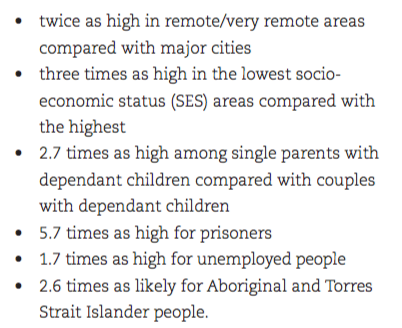 • twice as high in remote/very remote areas
compared with major cities
• three times as high in the lowest socio-
economic status (SES) areas compared with
the highest
• 2.7 times as high among single parents with
dependant children compared with couples
with dependant children
• 5.7 times as high for prisoners
• 1.7 times as high for unemployed people
• 2.6 times as likely for Aboriginal and Torres
Strait Islander people.